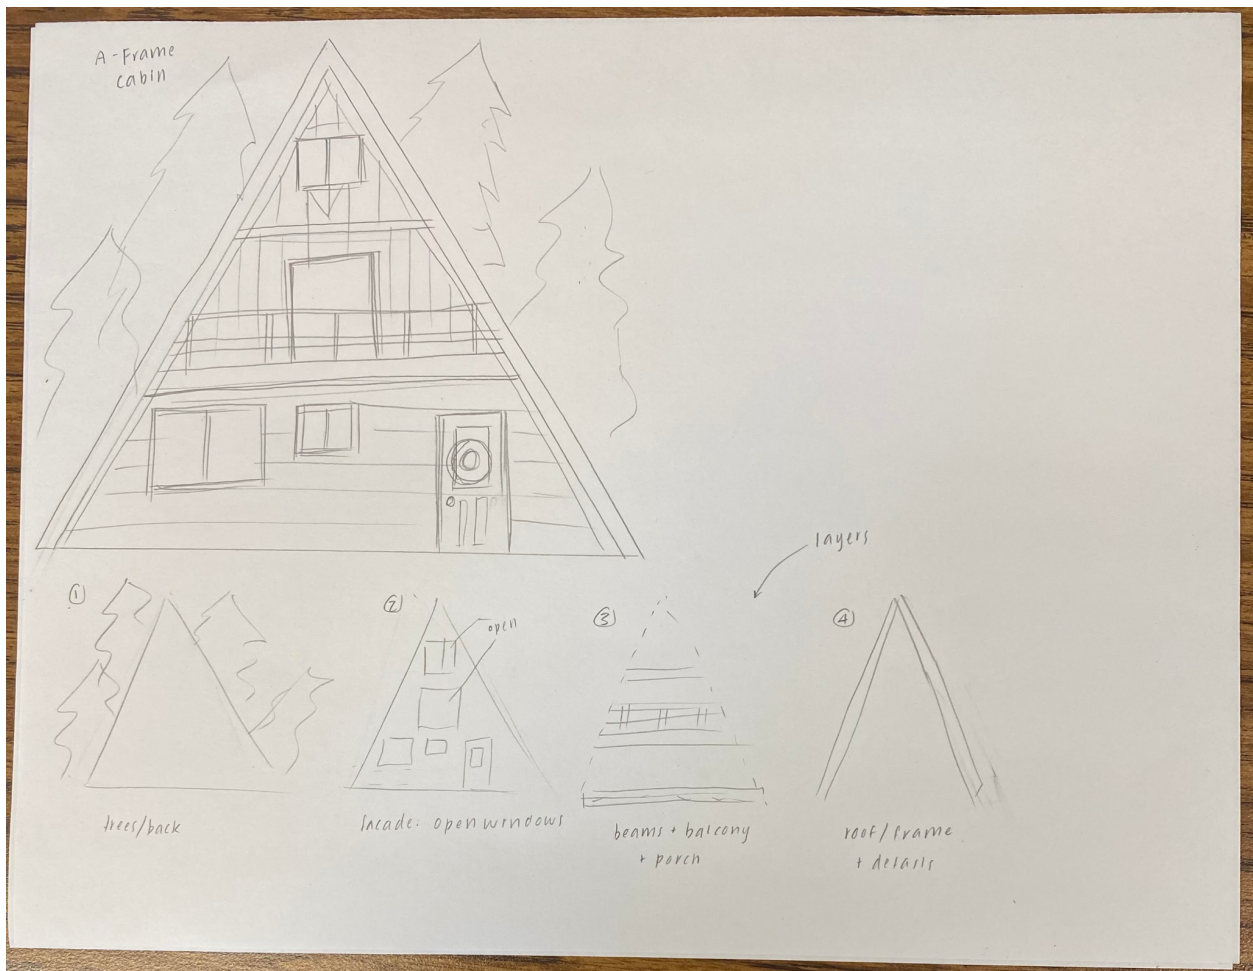 A-Frame
cabin
layers
①
②
open
③
④
trees/back
facade: open windows
beams + balcony
+ porch
roof/frame
+ details